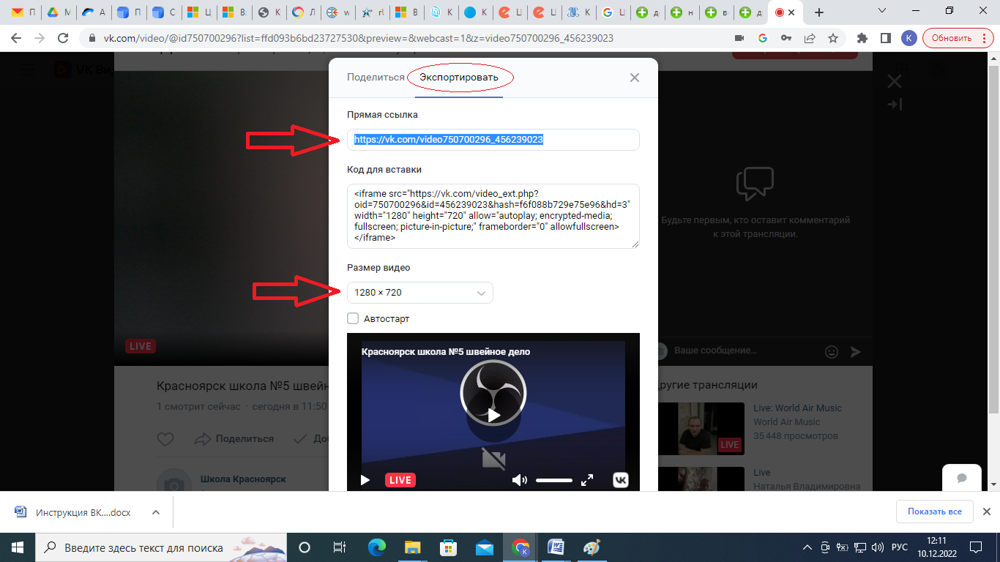 П
М
А
П
С
Ц
В
К
Л
w
rl
В
К
К
Ц
Ц
К
Ц
д
н
в
д
vk.com/video/@id750700296?list=ffd093b6bd23727530&preview=&webcast=1&z=video750700296_456239023
К
Обновить
Поделиться
Экспортировать
Прямая ссылка
https://vk.com/video750700296_456239023
Код для вставки
<iframe src="https://vk.com/video_ext.php?
oid=750700296&id=456239023&hash=f6f088b729e75e96&hd=3"
width="1280" height="720" allow="autoplay; encrypted-media;
fullscreen; picture-in-picture;" frameborder="0" allowfullscreen>
</iframe>
Размер видео
1280 × 720
Автостарт
Красноярск школа №5 швейное дело
LIVE
VK Ви
LIVE
Красноярск школа №5 швейн
1 смотрит сейчас · сегодня в 11:50
Поделиться
Доб
Школа Красноярск
Будьте первым, кто оставит комментарий
к этой трансляции.
Ваше сообщение...
Другие трансляции
Live: World Air Music
World Air Music
35 448 просмотров
LIVE
Live
Наталья Владимировна
Инструкция ВК....docx
Показать все
Введите здесь текст для поиска
РУС
12:11
10.12.2022